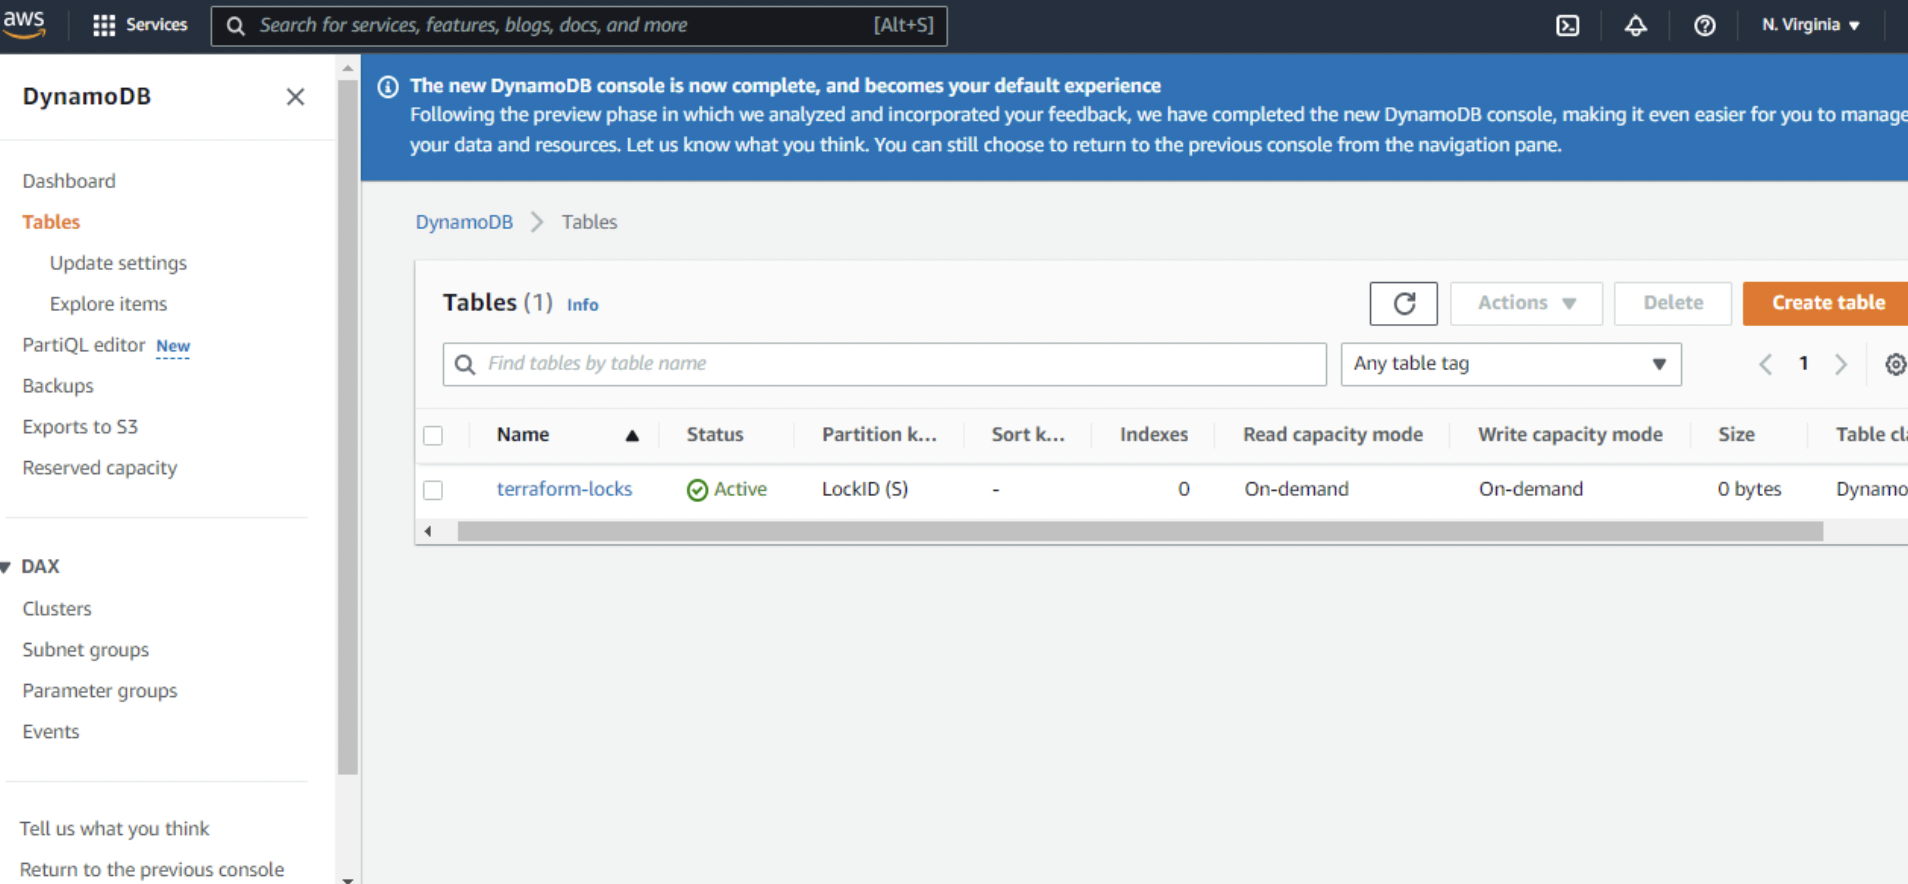 aws
Services
Search for services, features, blogs, docs, and more [Alt+S]
N. Virginia
DynamoDB
Dashboard
Tables
Update settings
Explore items
PartiQL editor New
Backups
Exports to S3
Reserved capacity
DAX
Clusters
Subnet groups
Parameter groups
Events
Tell us what you think
Return to the previous console
The new DynamoDB console is now complete, and becomes your default experience
Following the preview phase in which we analyzed and incorporated your feedback, we have completed the new DynamoDB console, making it even easier for you to manage
your data and resources. Let us know what you think. You can still choose to return to the previous console from the navigation pane.
DynamoDB > Tables
Tables (1) Info
Actions
Delete
Create table
Find tables by table name
Any table tag
1
Name Status Partition k... Sort k... Indexes Read capacity mode Write capacity mode Size Table cl
terraform-locks Active LockID (S) - 0 On-demand On-demand 0 bytes Dynamo